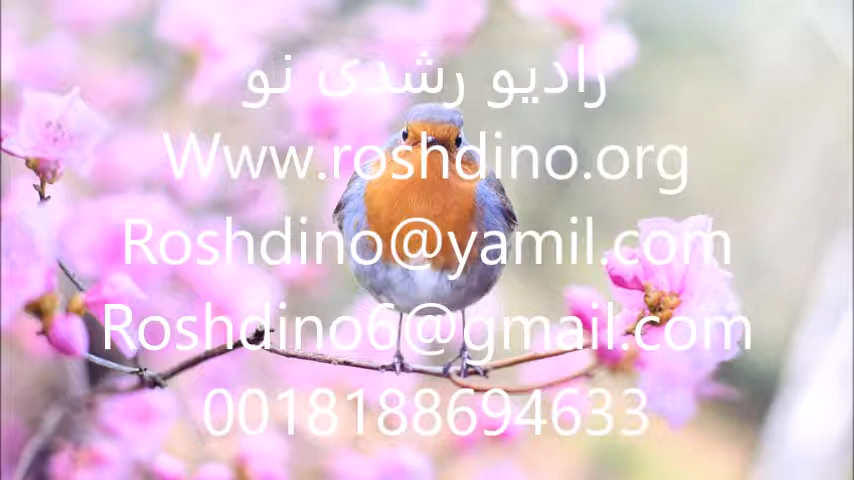 رادیو رشدی نو
Www.roshdino.org
Roshdino@yamil.com
Roshdino6@gmail.com
0018188694633